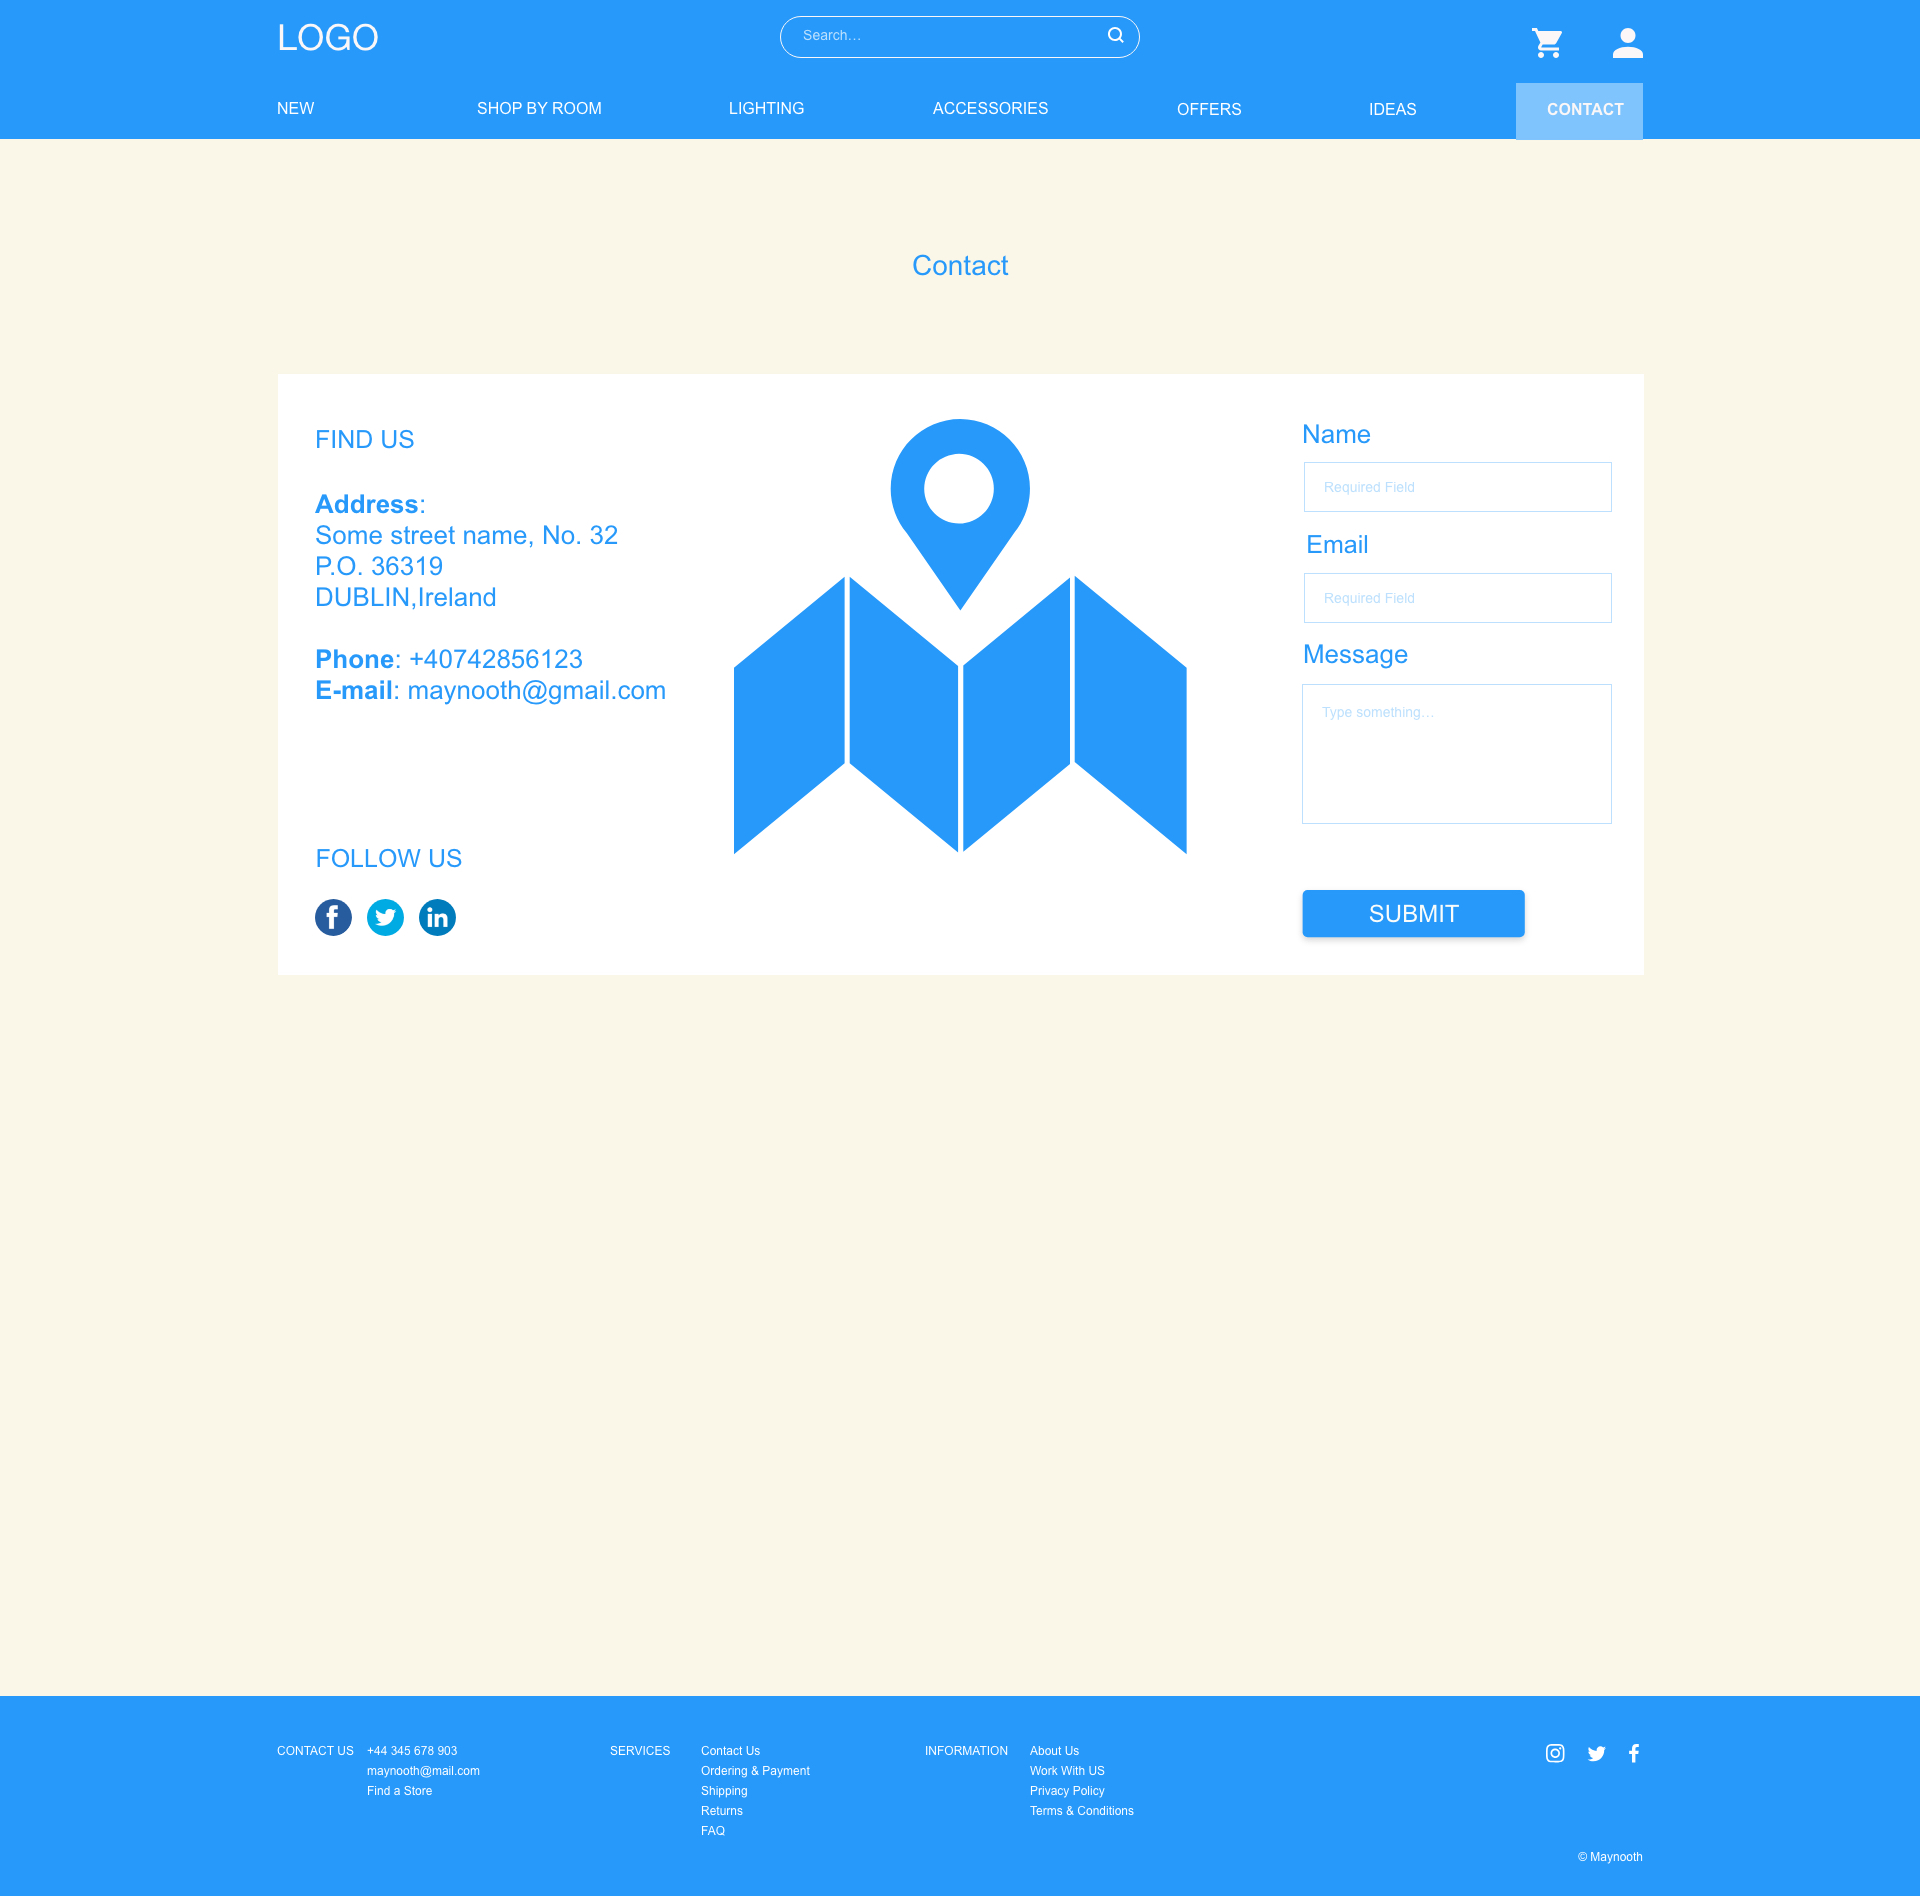 LOGO
Search...
NEW
SHOP BY ROOM
LIGHTING
ACCESSORIES
OFFERS
IDEAS
CONTACT
Contact
FIND US
Address:
Some street name, No. 32
P.O. 36319
DUBLIN,Ireland
Phone: +40742856123
E-mail: maynooth@gmail.com
FOLLOW US
Name
Required Field
Email
Required Field
Message
Type something...
SUBMIT
CONTACT US
+44 345 678 903
maynooth@mail.com
Find a Store
SERVICES
Contact Us
Ordering & Payment
Shipping
Returns
FAQ
INFORMATION
About Us
Work With US
Privacy Policy
Terms & Conditions
© Maynooth